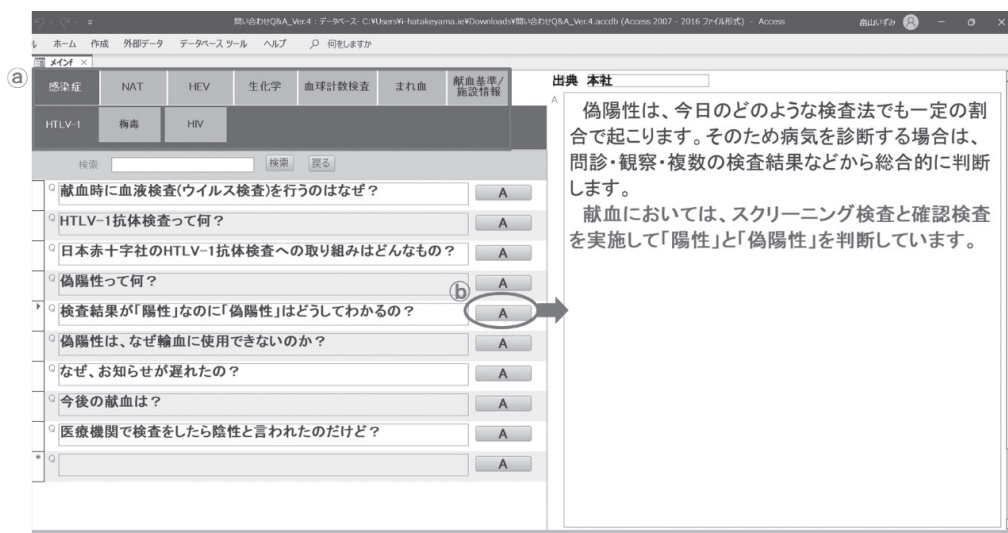 問い合わせQ&A_Ver.4 : データベース- C:¥Users¥i-hatakeyama.ie¥Downloads¥問い合わせQ&A_Ver.4.accdb (Access 2007 - 2016 ファイル形式) - Access
畠山いずみ
ル ホーム 作成 外部データ データベース ツール ヘルプ 何をしますか
メインf ×
ⓐ
感染症 NAT HEV 生化学 血球計数検査 まれ血 献血基準/
施設情報
HTLV-1 梅毒 HIV
検索: 検索 戻る
Q 献血時に血液検査(ウイルス検査)を行うのはなぜ? A
Q HTLV-1抗体検査って何? A
Q 日本赤十字社のHTLV-1抗体検査への取り組みはどんなもの? A
Q 偽陽性って何? A
ⓑ
Q 検査結果が「陽性」なのに「偽陽性」はどうしてわかるの? A
Q 偽陽性は、なぜ輸血に使用できないのか? A
Q なぜ、お知らせが遅れたの? A
Q 今後の献血は? A
Q 医療機関で検査をしたら陰性と言われたのだけど? A
* Q A
出典 本社
A
偽陽性は、今日のどのような検査法でも一定の割
合で起こります。そのため病気を診断する場合は、
問診・観察・複数の検査結果などから総合的に判断
します。
献血においては、スクリーニング検査と確認検査
を実施して「陽性」と「偽陽性」を判断しています。